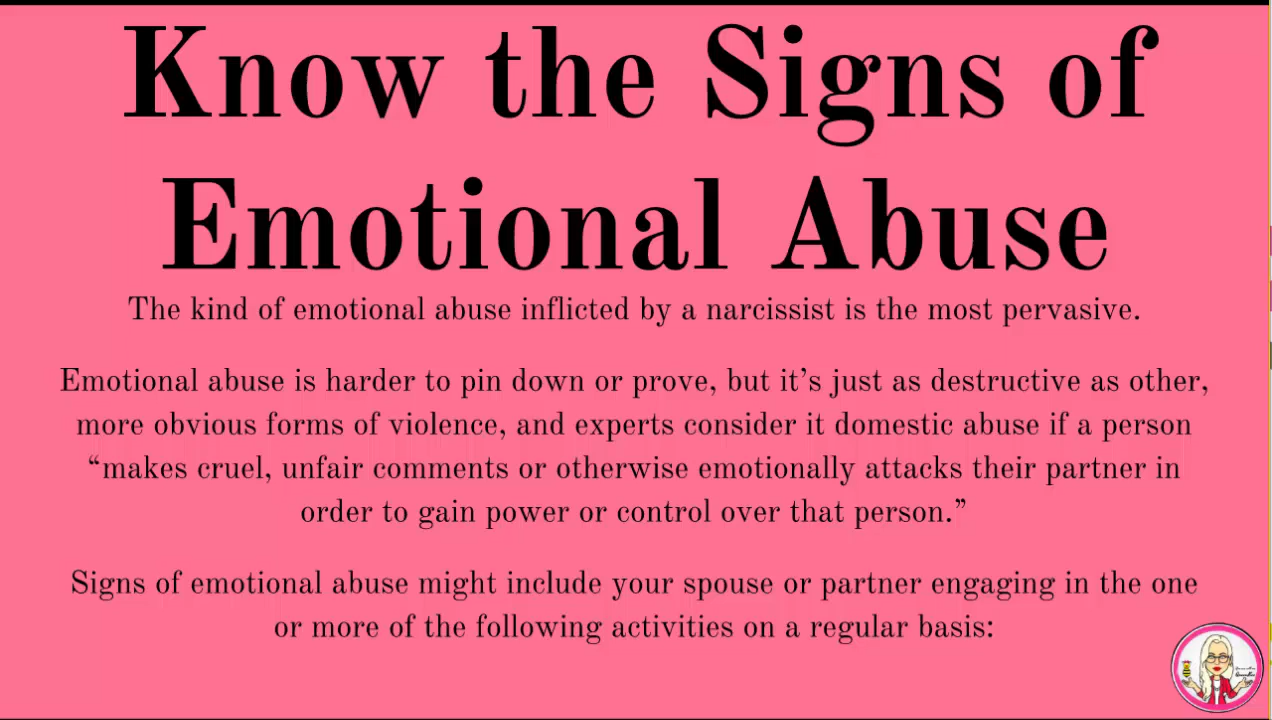 Know the Signs of
Emotional Abuse
The kind of emotional abuse inflicted by a narcissist is the most pervasive.
Emotional abuse is harder to pin down or prove, but it’s just as destructive as other,
more obvious forms of violence, and experts consider it domestic abuse if a person
“makes cruel, unfair comments or otherwise emotionally attacks their partner in
order to gain power or control over that person.”
Signs of emotional abuse might include your spouse or partner engaging in the one
or more of the following activities on a regular basis: